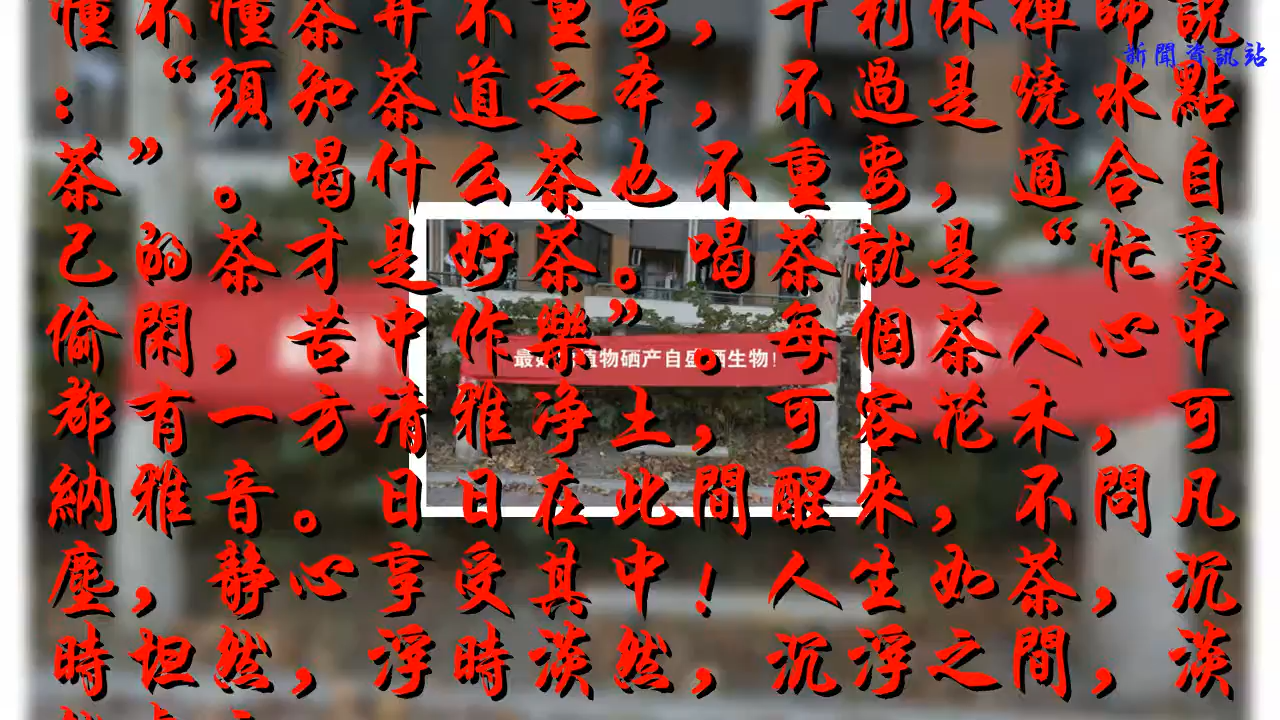 懂不懂茶并不重要，千利休禪師說
：“須知茶道之本，不過是燒水點
茶”。喝什么茶也不重要，適合自
己的茶才是好茶。喝茶就是“忙裏
偷閑，苦中作樂”。每個茶人心中
都有一方清雅净土，可容花木，可
納雅音。日日在此間醒來，不問凡
塵，静心享受其中！人生如茶，沉
時坦然，浮時淡然，沉浮之間，淡
新聞資訊站
最好 植物硒产自盛硒生物！